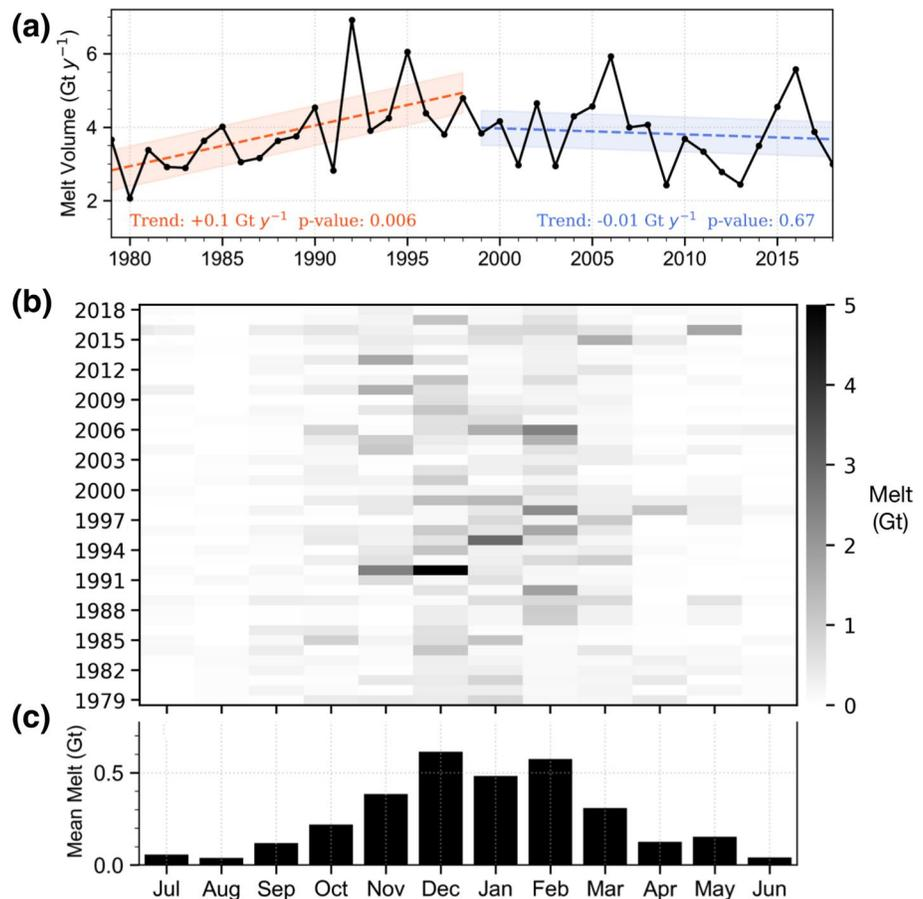 (a)
Melt Volume (Gt y⁻¹)
6
4
2
Trend: +0.1 Gt y⁻¹ p-value: 0.006
Trend: -0.01 Gt y⁻¹ p-value: 0.67
1980 1985 1990 1995 2000 2005 2010 2015
(b)
2018
2015
2012
2009
2006
2003
2000
1997
1994
1991
1988
1985
1982
1979
5
4
3
2
1
0
Melt
(Gt)
(c)
Mean Melt (Gt)
0.5
0.0
Jul Aug Sep Oct Nov Dec Jan Feb Mar Apr May Jun